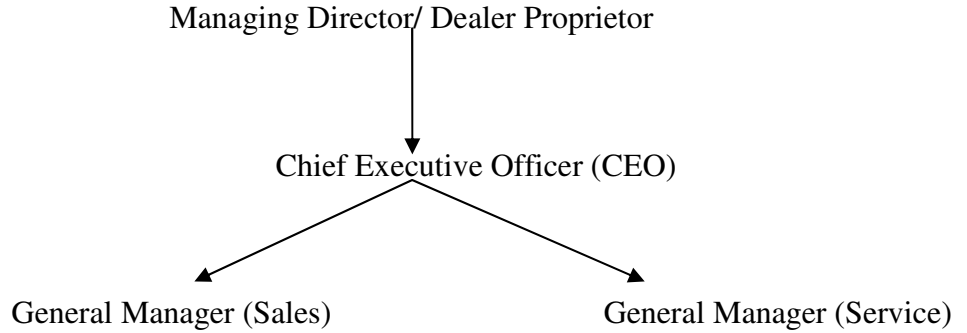 Managing Director/ Dealer Proprietor
Chief Executive Officer (CEO)
General Manager (Sales)
General Manager (Service)